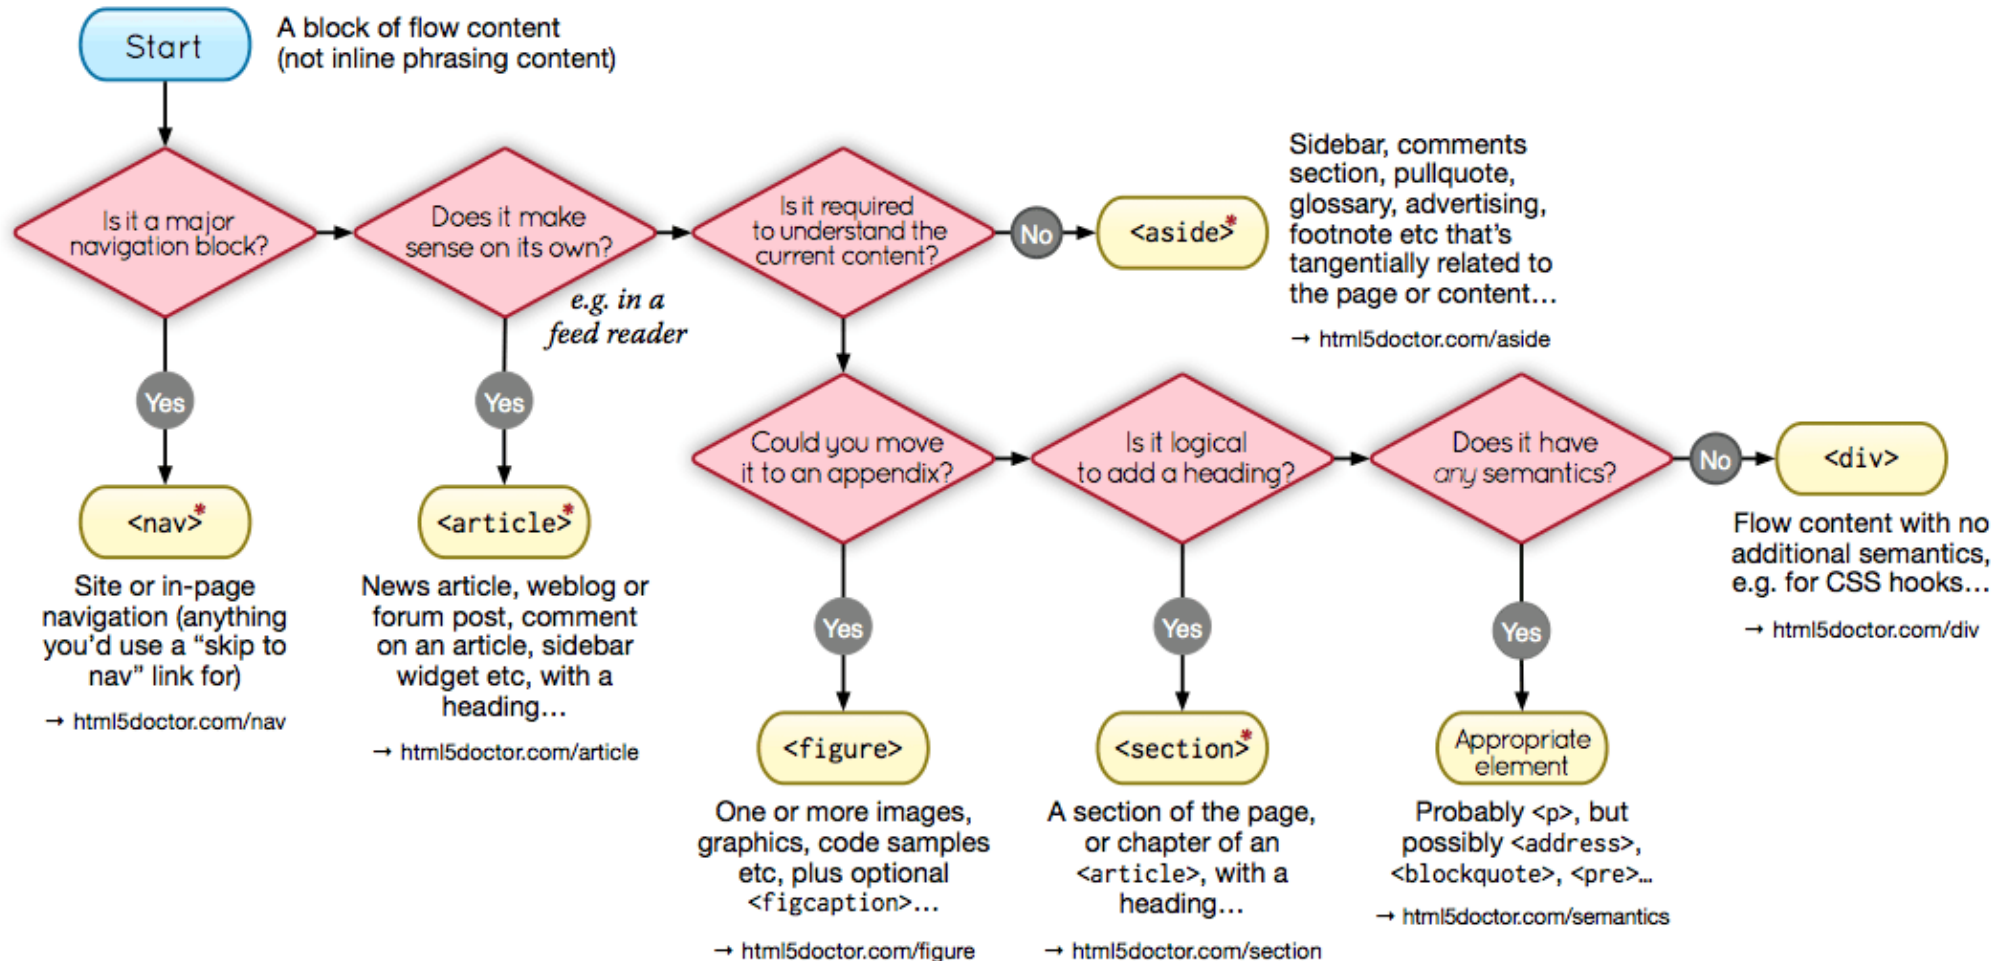 Start
A block of flow content
(not inline phrasing content)
Is it a major
navigation block?
Does it make
sense on its own?
e.g. in a
feed reader
Is it required
to understand the
current content?
No
<aside>*
Sidebar, comments
section, pullquote,
glossary, advertising,
footnote etc that's
tangentially related to
the page or content…
→ html5doctor.com/aside
Yes
<nav>*
Site or in-page
navigation (anything
you'd use a “skip to
nav” link for)
→ html5doctor.com/nav
Yes
<article>*
News article, weblog or
forum post, comment
on an article, sidebar
widget etc, with a
heading…
→ html5doctor.com/article
Could you move
it to an appendix?
Is it logical
to add a heading?
Does it have
any semantics?
No
<div>
Flow content with no
additional semantics,
e.g. for CSS hooks…
→ html5doctor.com/div
Yes
<figure>
One or more images,
graphics, code samples
etc, plus optional
<figcaption>…
→ html5doctor.com/figure
Yes
<section>*
A section of the page,
or chapter of an
<article>, with a
heading…
→ html5doctor.com/section
Yes
Appropriate
element
Probably <p>, but
possibly <address>,
<blockquote>, <pre>…
→ html5doctor.com/semantics